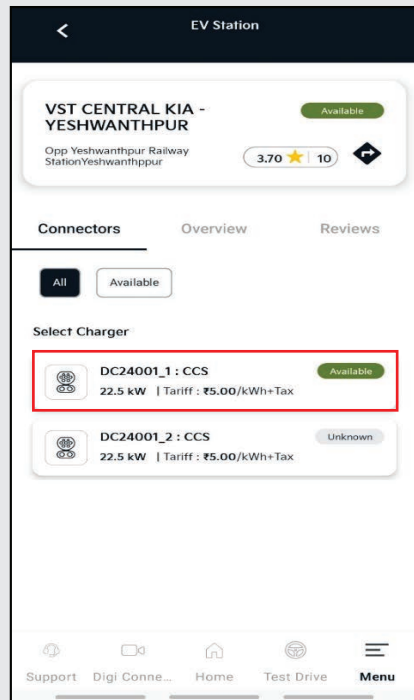 EV Station
VST CENTRAL KIA -
YESHWANTHPUR
Available
Opp Yeshwanthpur Railway
StationYeshwanthppur
3.70 | 10
Connectors Overview Reviews
All Available
Select Charger
DC24001_1 : CCS Available
22.5 kW | Tariff : ₹5.00/kWh+Tax
DC24001_2 : CCS Unknown
22.5 kW | Tariff : ₹5.00/kWh+Tax
Support Digi Conne... Home Test Drive Menu